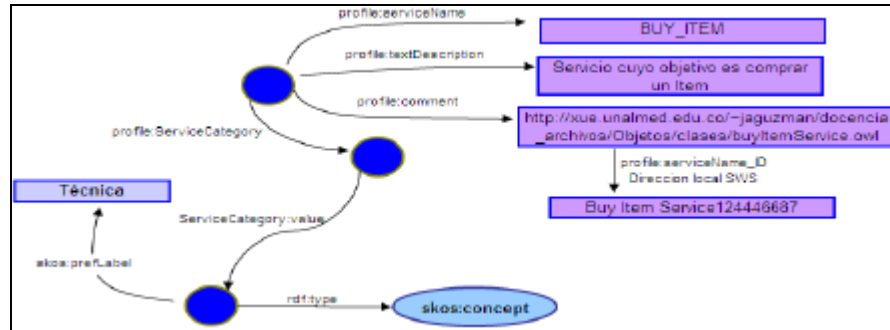 profile:serviceName
BUY_ITEM
profile:textDescription
Servicio cuyo objetivo es comprar
un Item
profile:comment
http://xue.unalmed.edu.co/~jaguzman/docencia
_archivos/Objetos/clases/buyItemService.owl
profile:ServiceCategory
profile:serviceName_ID
Direccion local SWS
Técnica
Buy Item Service124446687
ServiceCategory:value
skos:prefLabel
rdf:type
skos:concept